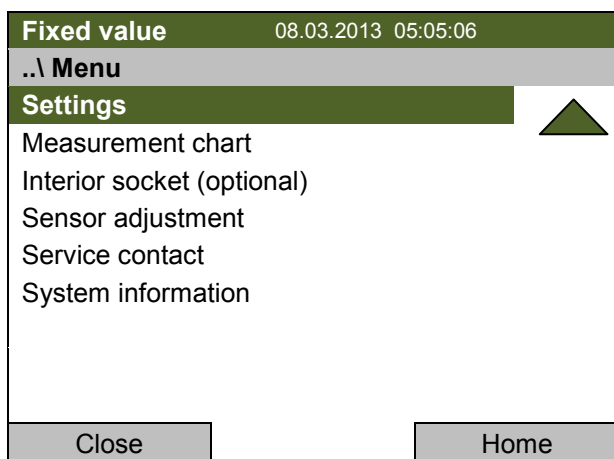 Fixed value 08.03.2013 05:05:06
..\ Menu
Settings
Measurement chart
Interior socket (optional)
Sensor adjustment
Service contact
System information
Close Home